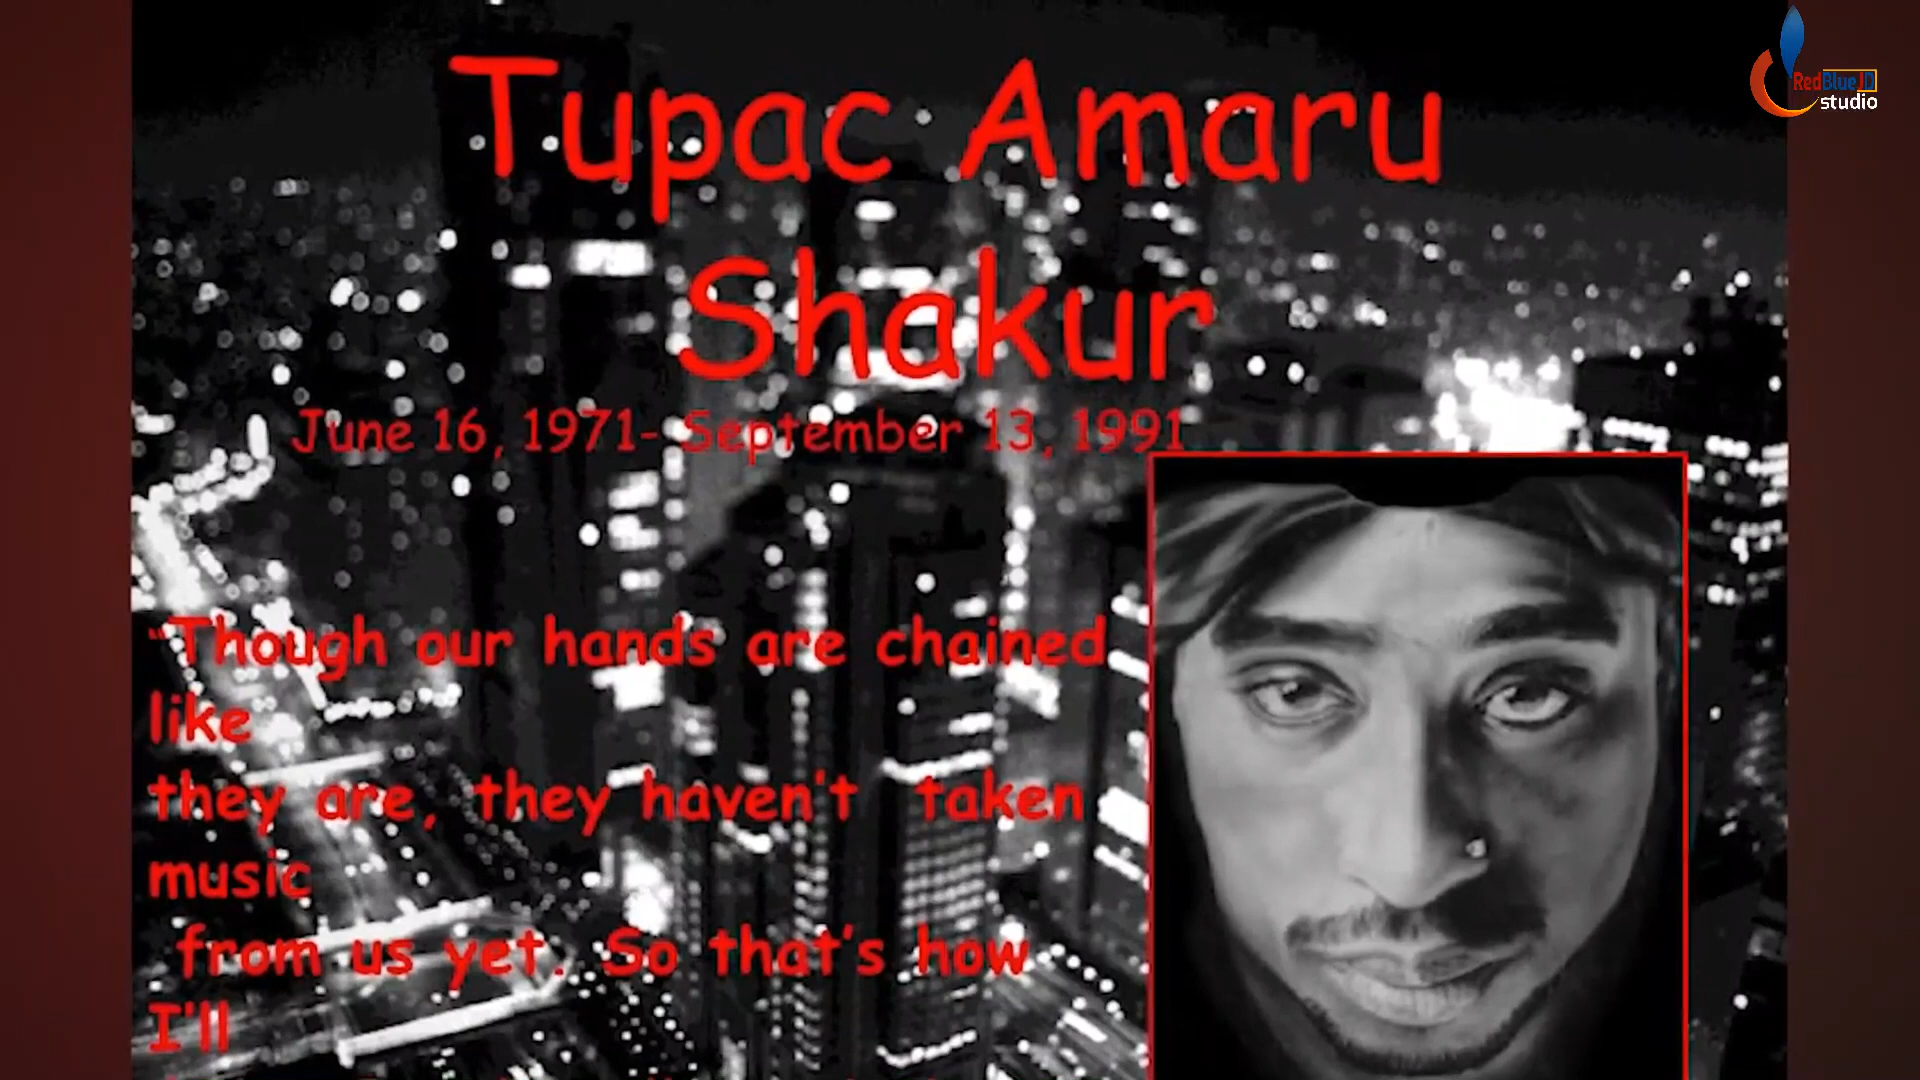 Tupac Amaru
Shakur
June 16, 1971- September 13, 1991
"Though our hands are chained
like
they are, they haven't taken
music
from us yet. So that's how
I'll
RedBlueJD
studio